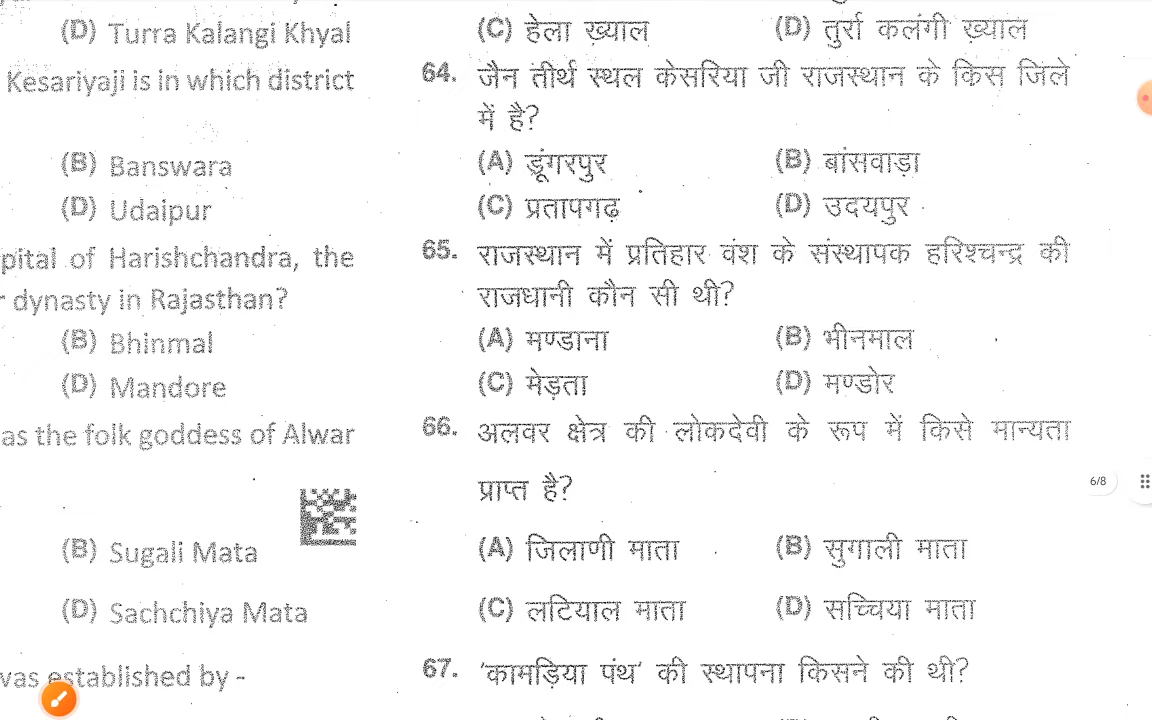 (D) Turra Kalangi Khyal
Kesariyaji is in which district
(B) Banswara
(D) Udaipur
pital of Harishchandra, the
dynasty in Rajasthan?
(B) Bhinmal
(D) Mandore
as the folk goddess of Alwar
(B) Sugali Mata
(D) Sachchiya Mata
vas established by -
(C) हेला ख्याल (D) तुर्रा कलंगी ख़्याल
64. जैन तीर्थ स्थल केसरिया जी राजस्थान के किस जिले
में है?
(A) डूंगरपुर (B) बांसवाड़ा
(C) प्रतापगढ़ (D) उदयपुर
65. राजस्थान में प्रतिहार वंश के संस्थापक हरिश्चन्द्र की
राजधानी कौन सी थी?
(A) मण्डाना (B) भीनमाल
(C) मेड़ता (D) मण्डोर
66. अलवर क्षेत्र की लोकदेवी के रूप में किसे मान्यता
प्राप्त है?
(A) जिलाणी माता (B) सुगाली माता
(C) लटियाल माता (D) सच्चिया माता
67. 'कामड़िया पंथ' की स्थापना किसने की थी?
6/8